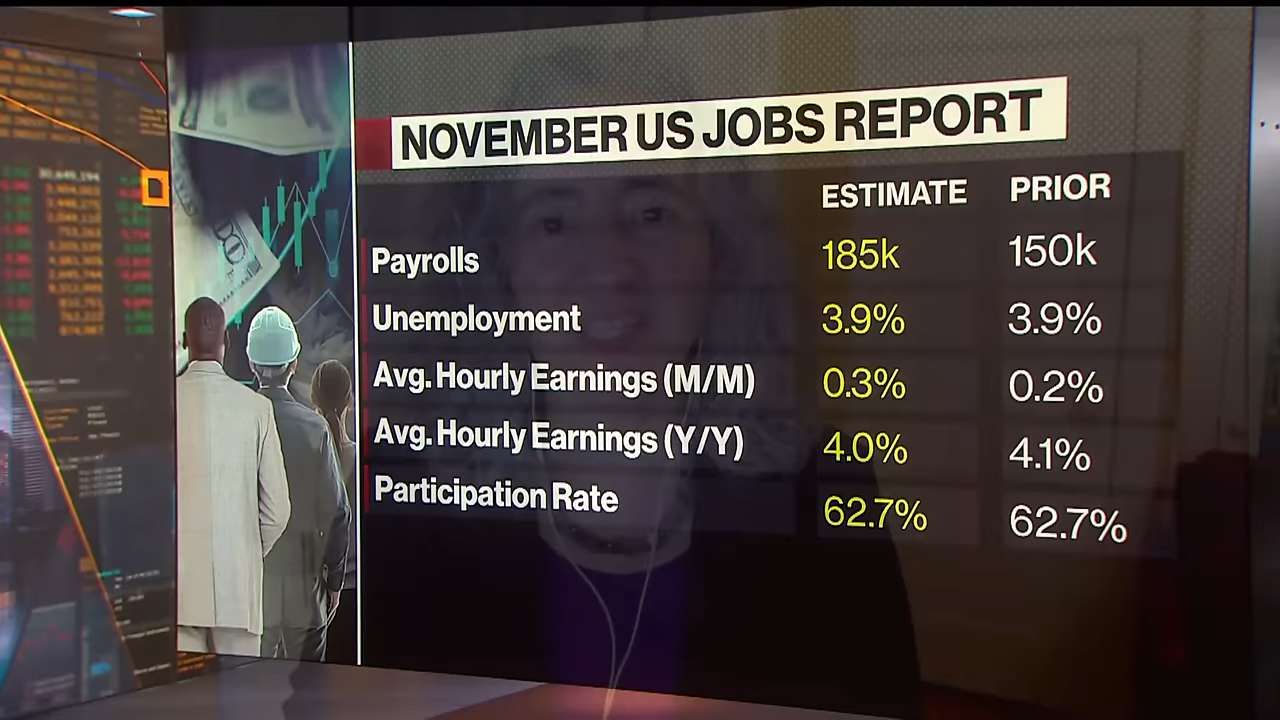 NOVEMBER US JOBS REPORT
ESTIMATE PRIOR
Payrolls 185k 150k
Unemployment 3.9% 3.9%
Avg. Hourly Earnings (M/M) 0.3% 0.2%
Avg. Hourly Earnings (Y/Y) 4.0% 4.1%
Participation Rate 62.7% 62.7%